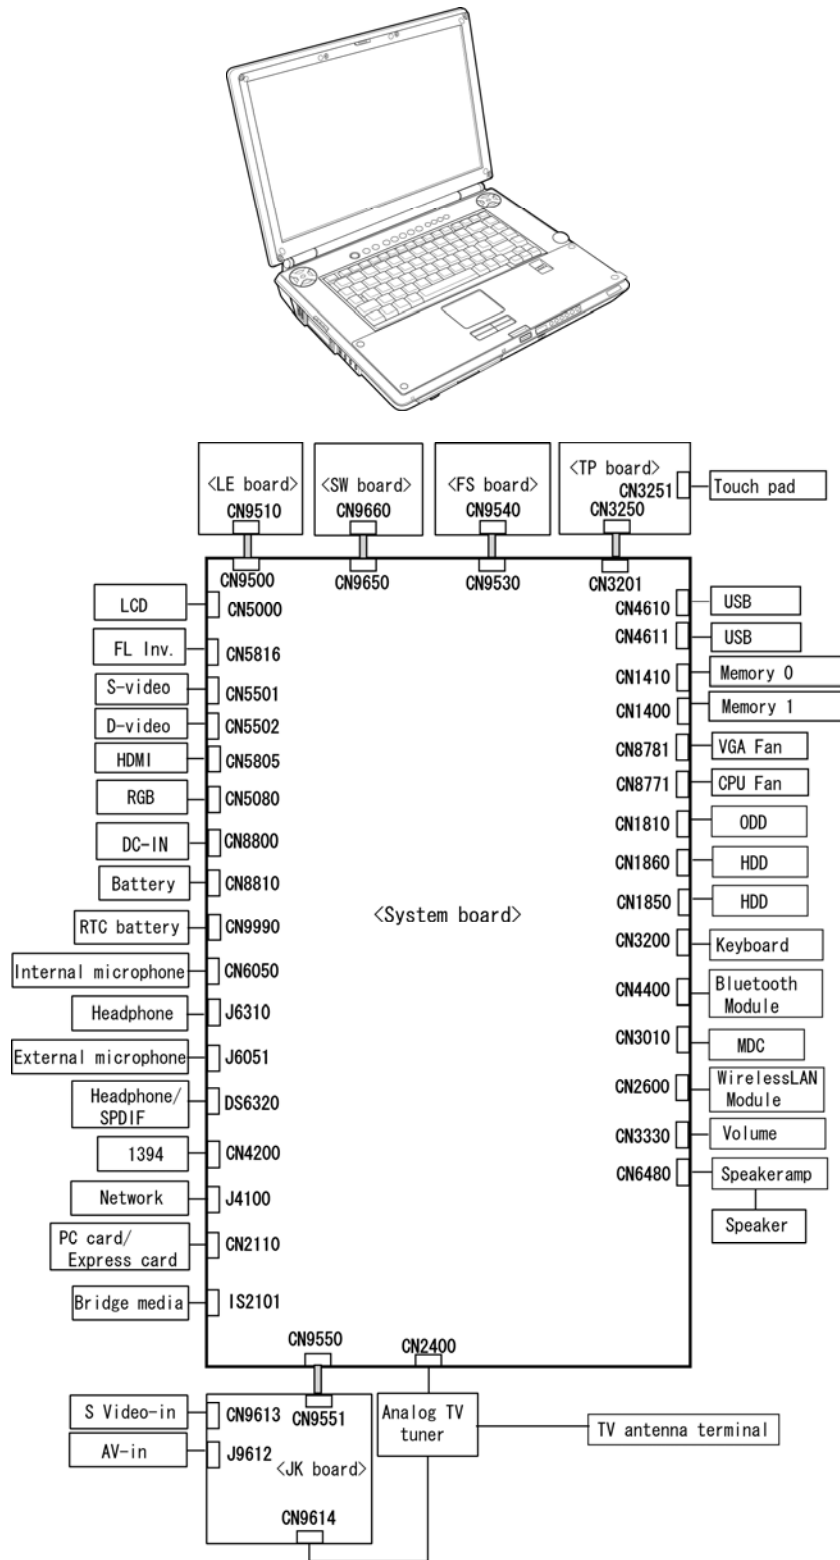 <LE board>
CN9510
<SW board>
CN9660
<FS board>
CN9540
<TP board>
CN3251
CN3250
Touch pad
CN9500
CN9650
CN9530
CN3201
LCD
CN5000
FL Inv.
CN5816
S-video
CN5501
D-video
CN5502
HDMI
CN5805
RGB
CN5080
DC-IN
CN8800
Battery
CN8810
RTC battery
CN9990
Internal microphone
CN6050
Headphone
J6310
External microphone
J6051
Headphone/
SPDIF
DS6320
1394
CN4200
Network
J4100
PC card/
Express card
CN2110
Bridge media
IS2101
<System board>
CN4610
USB
CN4611
USB
CN1410
Memory 0
CN1400
Memory 1
CN8781
VGA Fan
CN8771
CPU Fan
CN1810
ODD
CN1860
HDD
CN1850
HDD
CN3200
Keyboard
CN4400
Bluetooth
Module
CN3010
MDC
CN2600
WirelessLAN
Module
CN3330
Volume
CN6480
Speakeramp
Speaker
CN9550
CN2400
S Video-in
CN9613
CN9551
AV-in
J9612
<JK board>
CN9614
Analog TV
tuner
TV antenna terminal